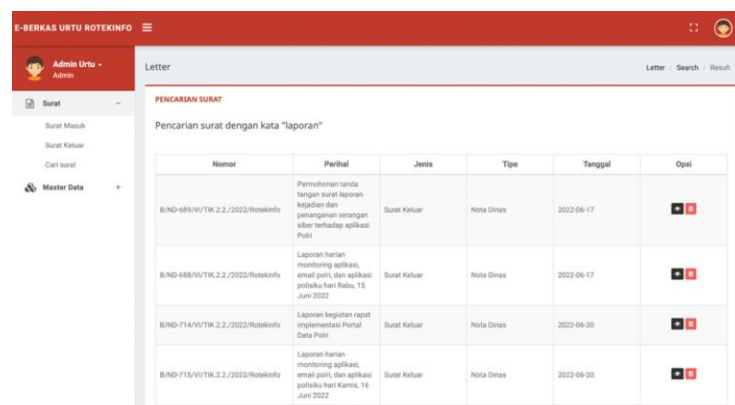 E-BERKAS URTU ROTEKINFO
Admin Urtu
Admin
Letter
Letter / Search / Result
Surat
Surat Masuk
Surat Keluar
Cari surat
Master Data
PENCARIAN SURAT
Pencarian surat dengan kata "laporan"
Nomor Perihal Jenis Tipe Tanggal Opsi
Permohonan tanda
tangan surat laporan
kejadian dan
B/ND-689/VI/TIK.2.2./2022/Rotekinfo penanganan serangan Surat Keluar Nota Dinas 2022-06-17
siber terhadap aplikasi
Polri
Laporan harian
monitoring aplikasi,
B/ND-688/VI/TIK.2.2./2022/Rotekinfo email polri, dan aplikasi Surat Keluar Nota Dinas 2022-06-17
polisiku hari Rabu, 15
Juni 2022
Laporan kegiatan rapat
B/ND-714/VI/TIK.2.2./2022/Rotekinfo implementasi Portal Surat Keluar Nota Dinas 2022-06-20
Data Polri
Laporan harian
monitoring aplikasi,
B/ND-715/VI/TIK.2.2./2022/Rotekinfo email polri, dan aplikasi Surat Keluar Nota Dinas 2022-06-20
polisiku hari Kamis, 16
Juni 2022